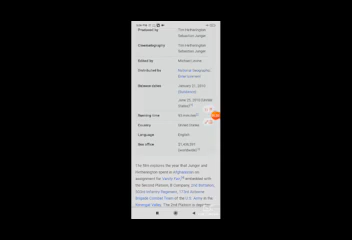 Produced by
Tim Hetherington
Sebastian Junger
Cinematography
Tim Hetherington
Sebastian Junger
Edited by
Michael Levine
Distributed by
National Geographic
Entertainment
Release dates
January 21, 2010
June 25, 2010 (United
States)
Running time
Country
United States
Language
English
Box office
(worldwide)
The film explores the year that Junger and
Hetherington spent in Afghanistan on
assignment for Vanity Fair, embedded with
the Second Platoon, B Company, 2nd Battalion,
503rd Infantry Regiment, 173rd Airborne
Brigade Combat Team of the U.S. Army in the
Korengal Valley. The 2nd Platoon is